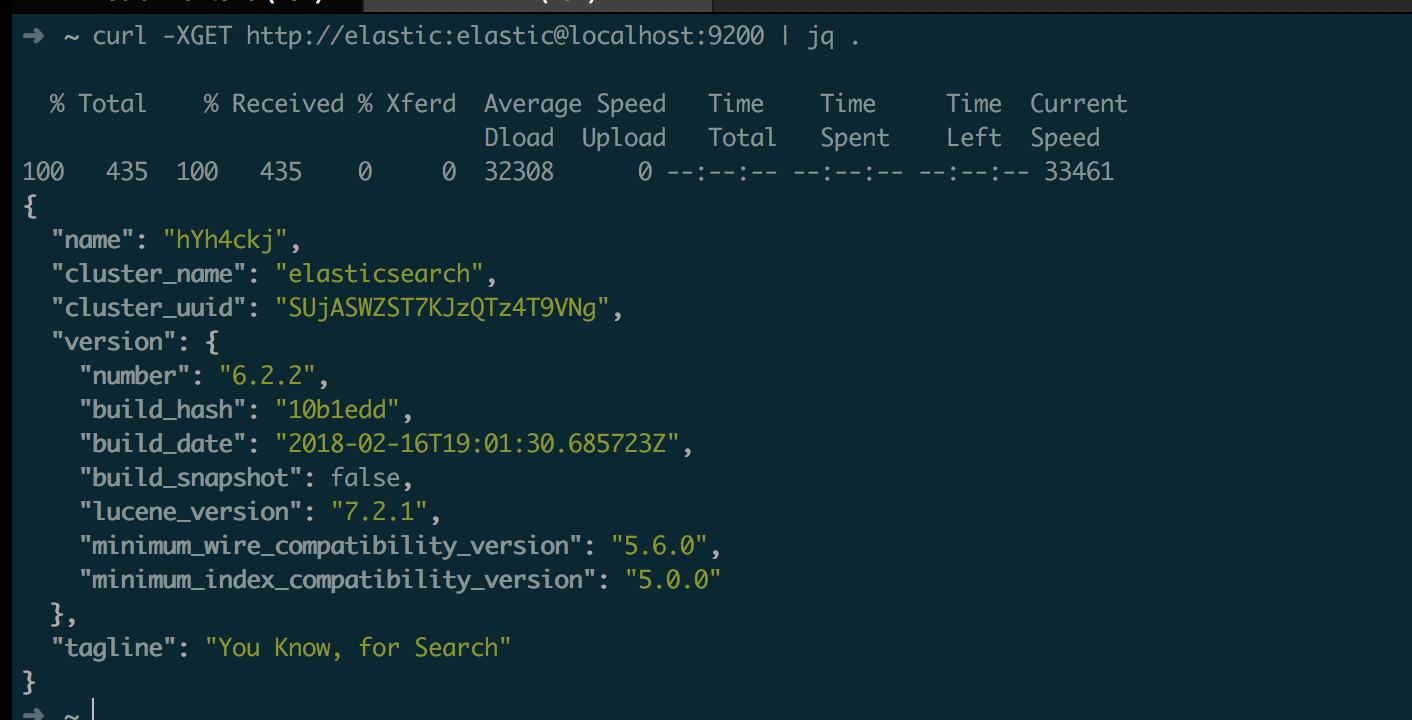 ➜ ~ curl -XGET http://elastic:elastic@localhost:9200 | jq .
% Total % Received % Xferd Average Speed Time Time Time Current
Dload Upload Total Spent Left Speed
100 435 100 435 0 0 32308 0 --:--:-- --:--:-- --:--:-- 33461
{
"name": "hYh4ckj",
"cluster_name": "elasticsearch",
"cluster_uuid": "SUjASWZST7KJzQTz4T9VNg",
"version": {
"number": "6.2.2",
"build_hash": "10b1edd",
"build_date": "2018-02-16T19:01:30.685723Z",
"build_snapshot": false,
"lucene_version": "7.2.1",
"minimum_wire_compatibility_version": "5.6.0",
"minimum_index_compatibility_version": "5.0.0"
},
"tagline": "You Know, for Search"
}
➜ ~